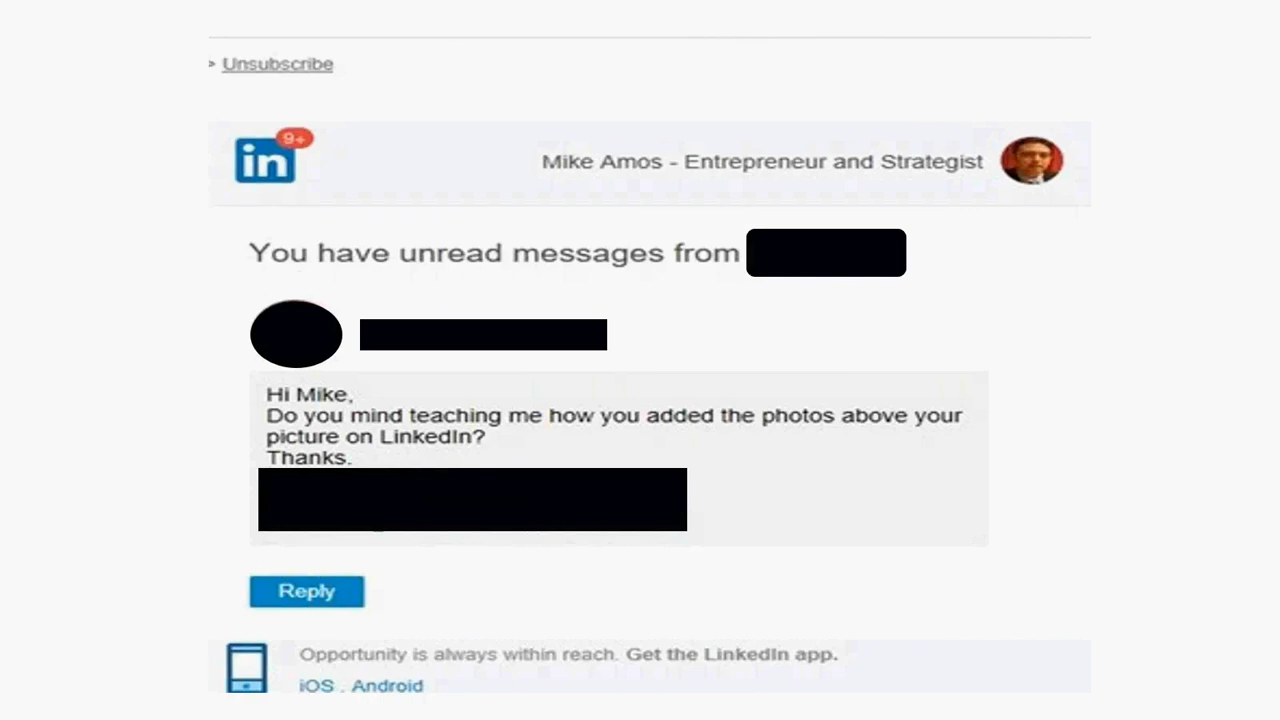 > Unsubscribe
in 9+
Mike Amos - Entrepreneur and Strategist
You have unread messages from
Hi Mike,
Do you mind teaching me how you added the photos above your
picture on LinkedIn?
Thanks.
Reply
Opportunity is always within reach. Get the LinkedIn app.
iOS . Android